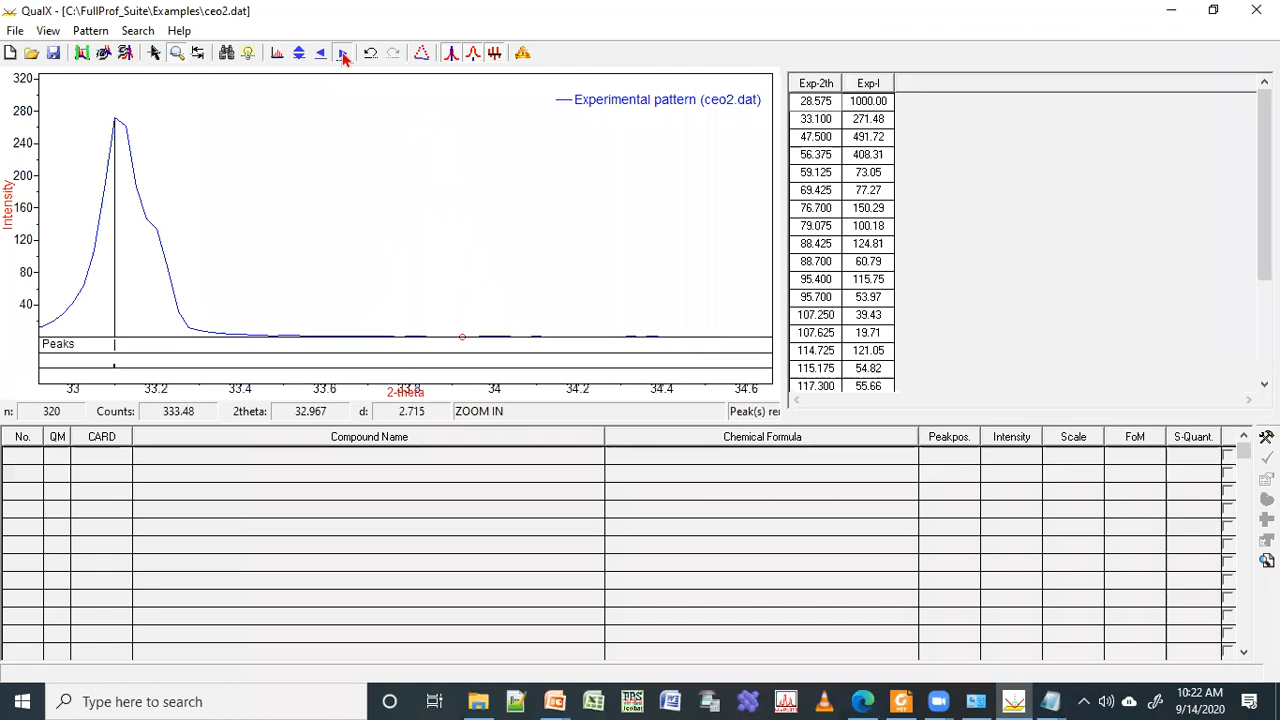 QualX - [C:\FullProf_Suite\Examples\ceo2.dat]
File View Pattern Search Help
320
280
240
200
160
120
80
40
Intensity
Experimental pattern (ceo2.dat)
Peaks
33 33.2 33.4 33.6 33.8 34 34.2 34.4 34.6
2-theta
Exp-2th Exp-I
28.575 1000.00
33.100 271.48
47.500 491.72
56.375 408.31
59.125 73.05
69.425 77.27
76.700 150.29
79.075 100.18
88.425 124.81
88.700 60.79
95.400 115.75
95.700 53.97
107.250 39.43
107.625 19.71
114.725 121.05
115.175 54.82
117.300 55.66
n: 320 Counts: 333.48 2theta: 32.967 d: 2.715 ZOOM IN Peak(s) re
No. QM CARD Compound Name Chemical Formula Peakpos. Intensity Scale FoM S-Quant.
Type here to search
10:22 AM
9/14/2020